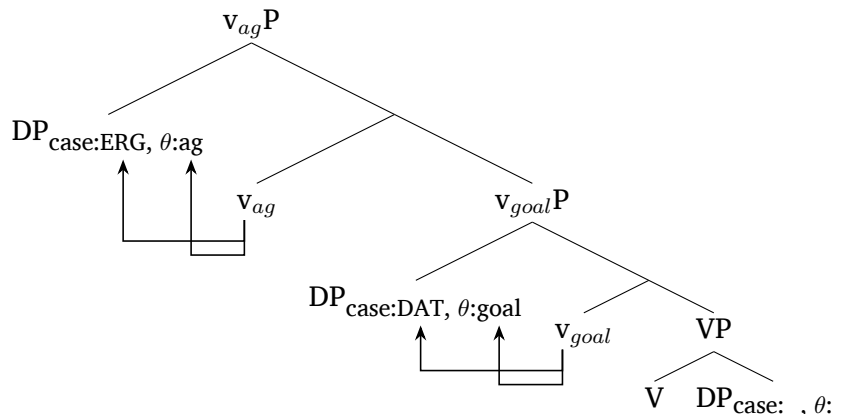 v_agP
DP_case:ERG, θ:ag
v_ag
v_goalP
DP_case:DAT, θ:goal
v_goal
VP
V DP_case: , θ: